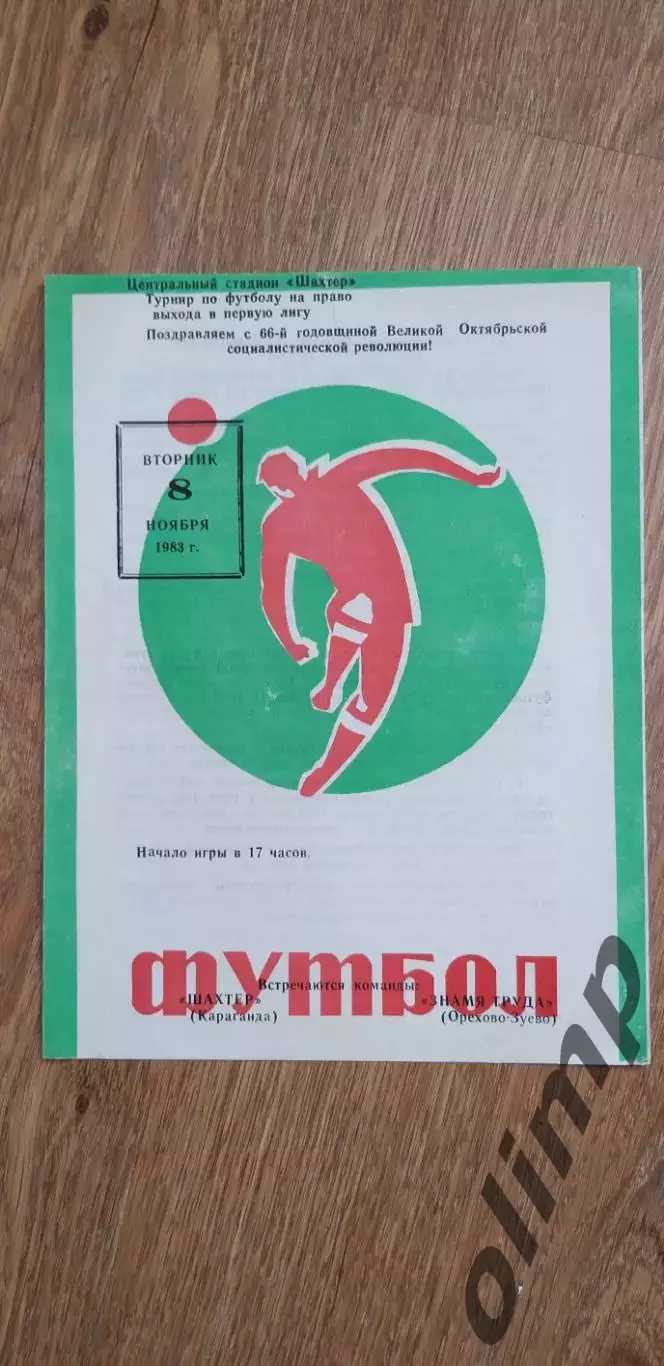 Центральный стадион «Шахтер»
Турнир по футболу на право
выхода в первую лигу
Поздравляем с 66-й годовщиной Великой Октябрьской
социалистической революции!
ВТОРНИК
8
НОЯБРЯ
1983 г.
Начало игры в 17 часов.
ФУТБОЛ
Встречаются команды:
«ШАХТЕР» «ЗНАМЯ ТРУДА»
(Караганда) (Орехово-Зуево)
olimp